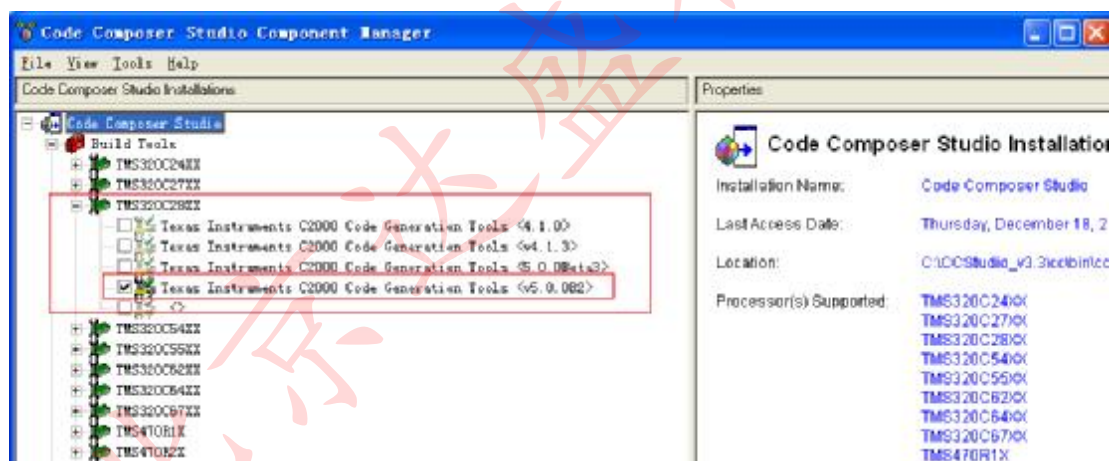 Code Composer Studio Component Manager
File View Tools Help
Code Composer Studio Installations
Code Composer Studio
Build Tools
TMS320C24XX
TMS320C27XX
TMS320C28XX
Texas Instruments C2000 Code Generation Tools <4.1.0>
Texas Instruments C2000 Code Generation Tools <v4.1.3>
Texas Instruments C2000 Code Generation Tools <5.0.0Beta3>
Texas Instruments C2000 Code Generation Tools <v5.0.0B2>
<>
TMS320C54XX
TMS320C55XX
TMS320C62XX
TMS320C64XX
TMS320C67XX
TMS470R1X
TMS470R2X
Properties
Code Composer Studio Installation
Installation Name: Code Composer Studio
Last Access Date: Thursday, December 18, 2
Location: C:\CCStudio_v3.3\cc\bin\cc
Processor(s) Supported: TMS320C24XX
TMS320C27XX
TMS320C28XX
TMS320C54XX
TMS320C55XX
TMS320C62XX
TMS320C64XX
TMS320C67XX
TMS470R1X